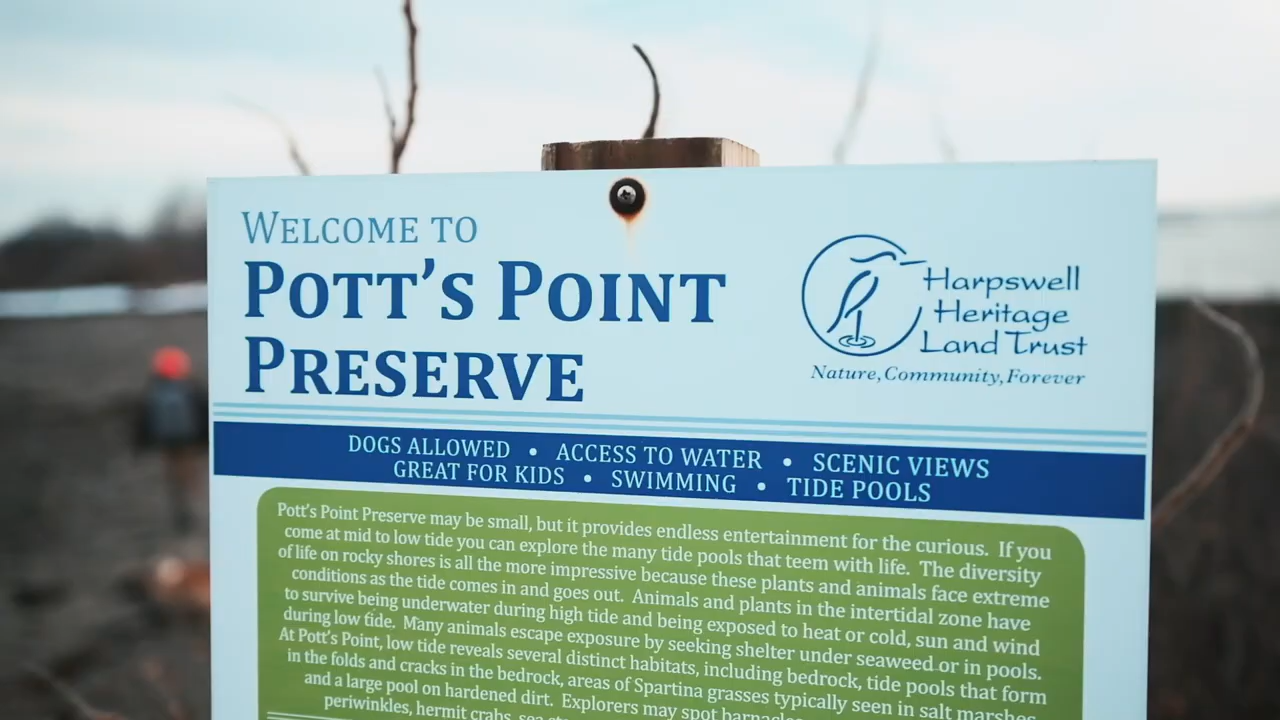 WELCOME TO
POTT'S POINT
PRESERVE
Harpswell
Heritage
Land Trust
Nature, Community, Forever
DOGS ALLOWED • ACCESS TO WATER • SCENIC VIEWS
GREAT FOR KIDS • SWIMMING • TIDE POOLS
Pott's Point Preserve may be small, but it provides endless entertainment for the curious. If you
come at mid to low tide you can explore the many tide pools that teem with life. The diversity
of life on rocky shores is all the more impressive because these plants and animals face extreme
conditions as the tide comes in and goes out. Animals and plants in the intertidal zone have
to survive being underwater during high tide and being exposed to heat or cold, sun and wind
during low tide. Many animals escape exposure by seeking shelter under seaweed or in pools.
At Pott's Point, low tide reveals several distinct habitats, including bedrock, tide pools that form
in the folds and cracks in the bedrock, areas of Spartina grasses typically seen in salt marshes
and a large pool on hardened dirt. Explorers may spot
periwinkles, hermit crabs,